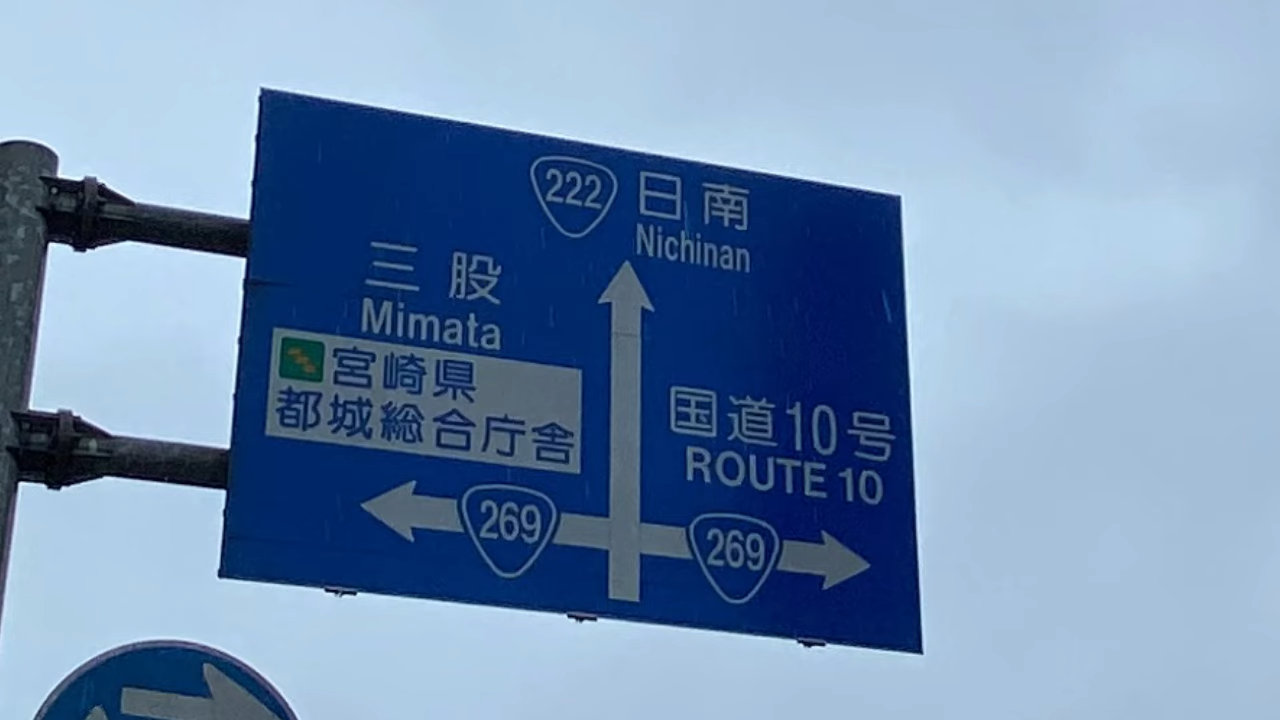 222 日南
Nichinan
三股
Mimata
宮崎県
都城総合庁舎
国道10号
ROUTE 10
269
269